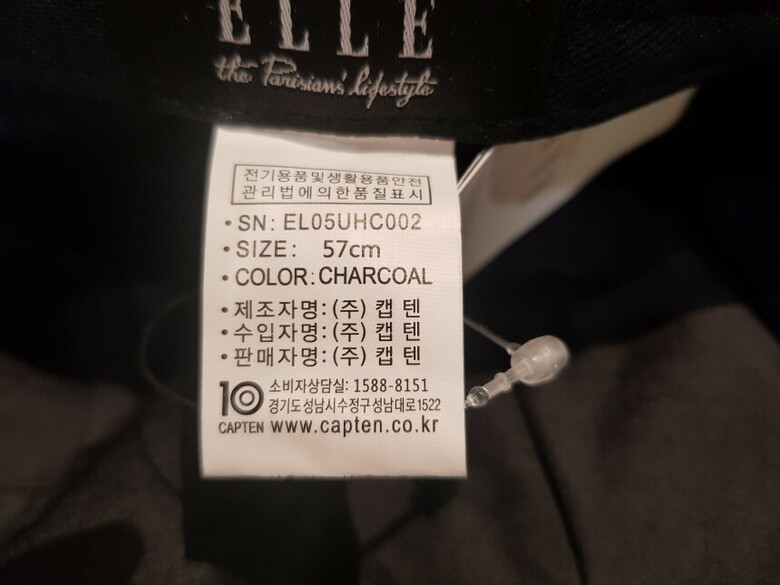 ELLE
the Parisians' lifestyle
전기용품및생활용품안전
관리법에의한품질표시
• SN: EL05UHC002
• SIZE: 57cm
• COLOR: CHARCOAL
• 제조자명: (주) 캡 텐
• 수입자명: (주) 캡 텐
• 판매자명: (주) 캡 텐
10 소비자상담실: 1588-8151
경기도성남시수정구성남대로1522
CAPTEN www.capten.co.kr